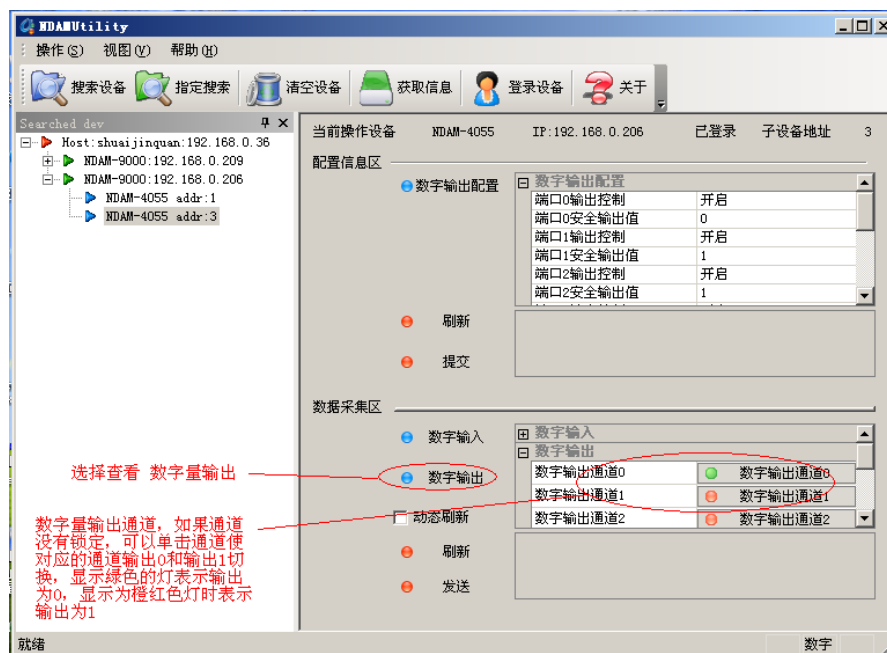 NDAMUtility
操作(S) 视图(V) 帮助(H)
搜索设备 指定搜索 清空设备 获取信息 登录设备 关于
Searched dev
Host:shuaijinquan:192.168.0.36
NDAM-9000:192.168.0.209
NDAM-9000:192.168.0.206
NDAM-4055 addr:1
NDAM-4055 addr:3
当前操作设备 NDAM-4055 IP:192.168.0.206 已登录 子设备地址 3
配置信息区
数字输出配置
数字输出配置
端口0输出控制 开启
端口0安全输出值 0
端口1输出控制 开启
端口1安全输出值 1
端口2输出控制 开启
端口2安全输出值 1
刷新
提交
数据采集区
数字输入
数字输入
数字输出
数字输出
数字输出通道0 数字输出通道0
数字输出通道1 数字输出通道1
数字输出通道2 数字输出通道2
动态刷新
刷新
发送
选择查看 数字量输出
数字量输出通道，如果通道
没有锁定，可以单击通道使
对应的通道输出0和输出1切
换，显示绿色的灯表示输出
为0，显示为橙红色灯时表示
输出为1
就绪 数字